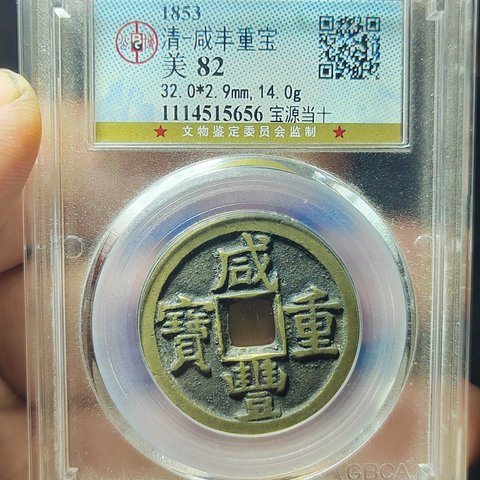 1853
清-咸丰重宝
美 82
32.0*2.9mm, 14.0g
1114515656 宝源当十
★ 文物鉴定委员会监制 ★
咸豐重寶
GBCA